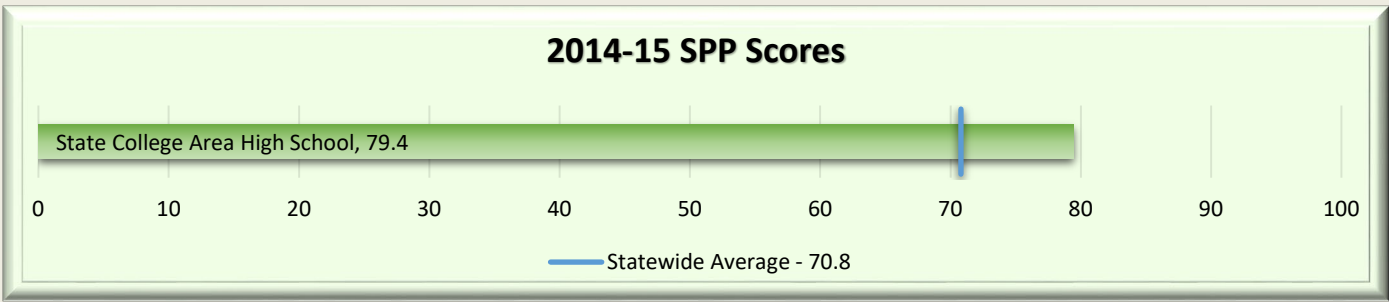 2014-15 SPP Scores
State College Area High School, 79.4
0 10 20 30 40 50 60 70 80 90 100
Statewide Average - 70.8